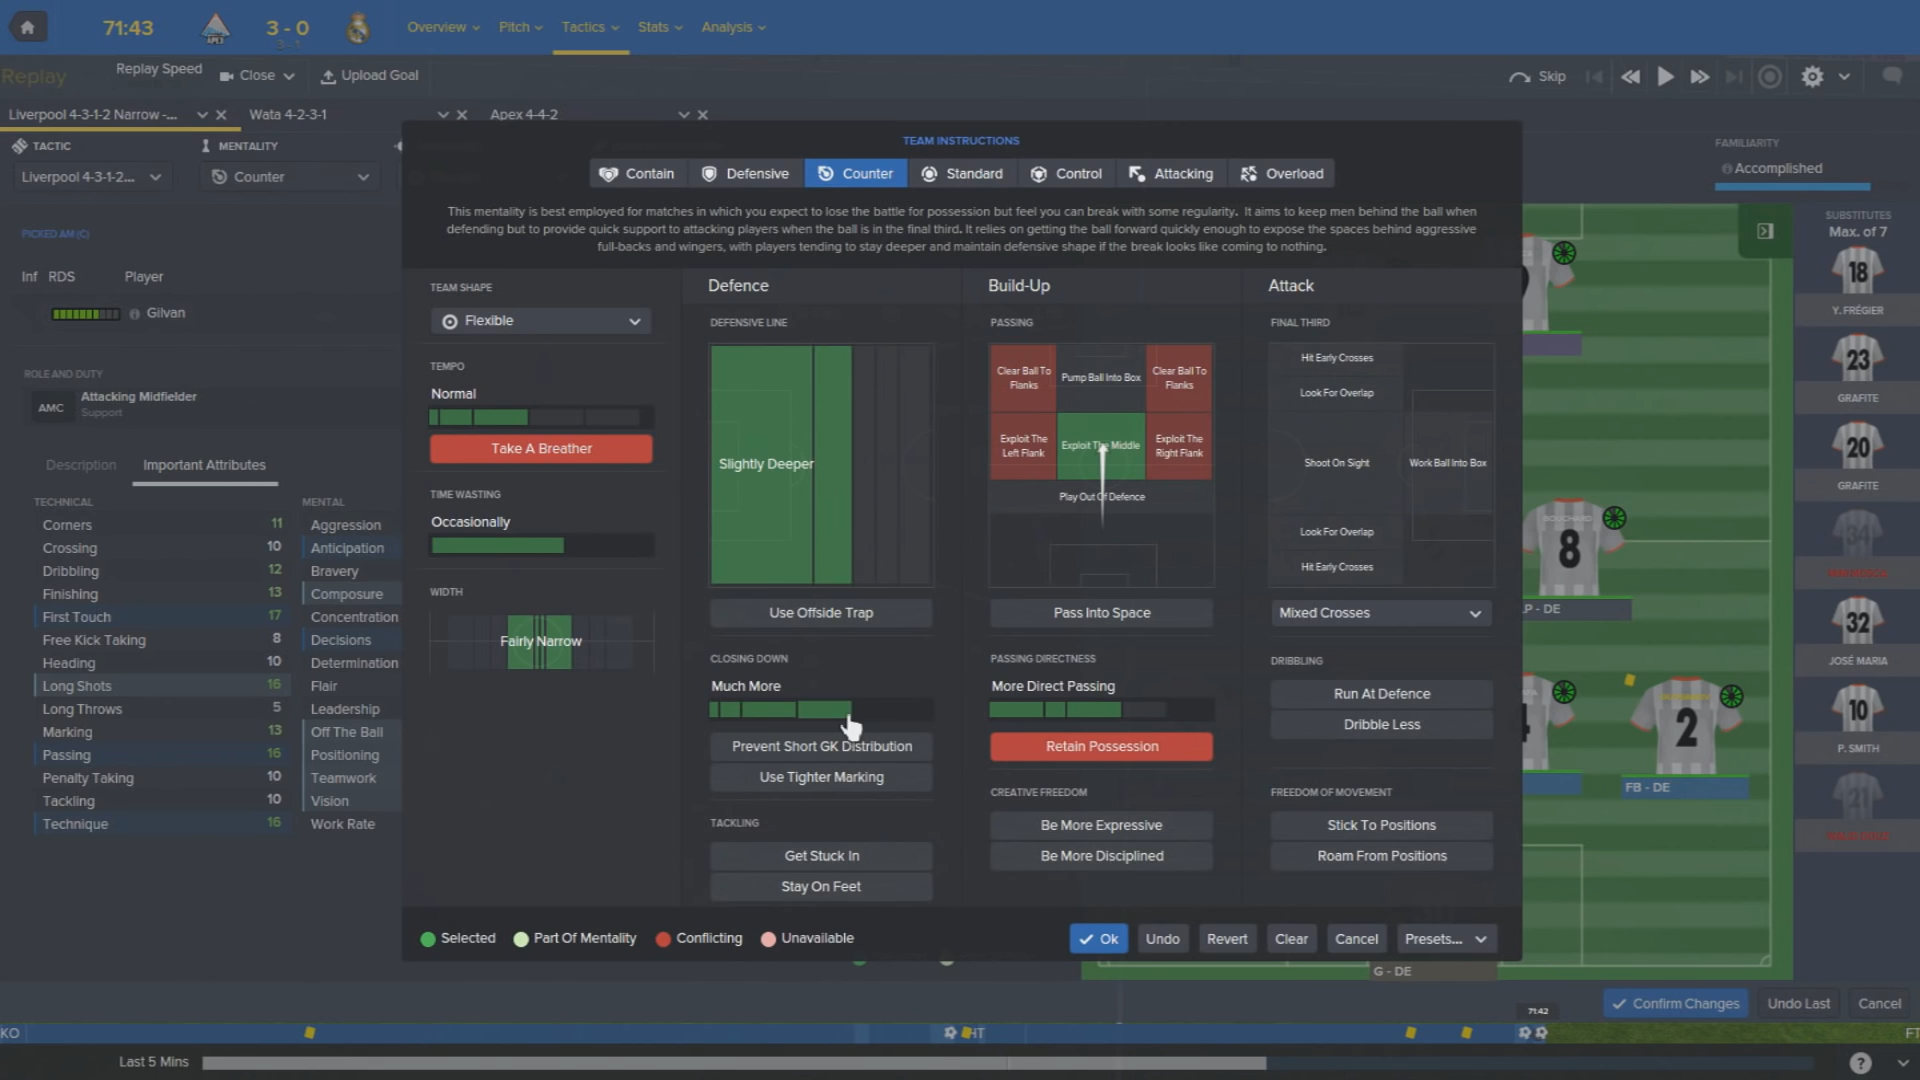 71:43
APEX
3 - 0
3 - 1
Overview
Pitch
Tactics
Stats
Analysis
Replay
Replay Speed
Close
Upload Goal
Skip
Liverpool 4-3-1-2 Narrow -...
Wata 4-2-3-1
Apex 4-4-2
TACTIC
MENTALITY
Liverpool 4-3-1-2...
Counter
PICKED AM (C)
Inf
RDS
Player
Gilvan
ROLE AND DUTY
AMC
Attacking Midfielder
Support
Description
Important Attributes
TECHNICAL
Corners 11
Crossing 10
Dribbling 12
Finishing 13
First Touch 17
Free Kick Taking 8
Heading 10
Long Shots 16
Long Throws 5
Marking 13
Passing 16
Penalty Taking 10
Tackling 10
Technique 16
MENTAL
Aggression
Anticipation
Bravery
Composure
Concentration
Decisions
Determination
Flair
Leadership
Off The Ball
Positioning
Teamwork
Vision
Work Rate
TEAM INSTRUCTIONS
Contain
Defensive
Counter
Standard
Control
Attacking
Overload
This mentality is best employed for matches in which you expect to lose the battle for possession but feel you can break with some regularity. It aims to keep men behind the ball when
defending but to provide quick support to attacking players when the ball is in the final third. It relies on getting the ball forward quickly enough to expose the spaces behind aggressive
full-backs and wingers, with players tending to stay deeper and maintain defensive shape if the break looks like coming to nothing.
TEAM SHAPE
Flexible
TEMPO
Normal
Take A Breather
TIME WASTING
Occasionally
WIDTH
Fairly Narrow
Defence
DEFENSIVE LINE
Slightly Deeper
Use Offside Trap
CLOSING DOWN
Much More
Prevent Short GK Distribution
Use Tighter Marking
TACKLING
Get Stuck In
Stay On Feet
Build-Up
PASSING
Clear Ball To
Flanks
Pump Ball Into Box
Clear Ball To
Flanks
Exploit The
Left Flank
Exploit The Middle
Exploit The
Right Flank
Play Out Of Defence
Pass Into Space
PASSING DIRECTNESS
More Direct Passing
Retain Possession
CREATIVE FREEDOM
Be More Expressive
Be More Disciplined
Attack
FINAL THIRD
Hit Early Crosses
Look For Overlap
Shoot On Sight
Work Ball Into Box
Look For Overlap
Hit Early Crosses
Mixed Crosses
DRIBBLING
Run At Defence
Dribble Less
FREEDOM OF MOVEMENT
Stick To Positions
Roam From Positions
Selected
Part Of Mentality
Conflicting
Unavailable
Ok
Undo
Revert
Clear
Cancel
Presets...
FAMILIARITY
Accomplished
SUBSTITUTES
Max. of 7
18
Y. FRÉGIER
23
GRAFITE
20
GRAFITE
34
32
JOSÉ MARIA
10
P. SMITH
21
BOUCHARD
8
LP - DE
2
FB - DE
G - DE
Confirm Changes
Undo Last
Cancel
71:42
KO
HT
FT
Last 5 Mins
?